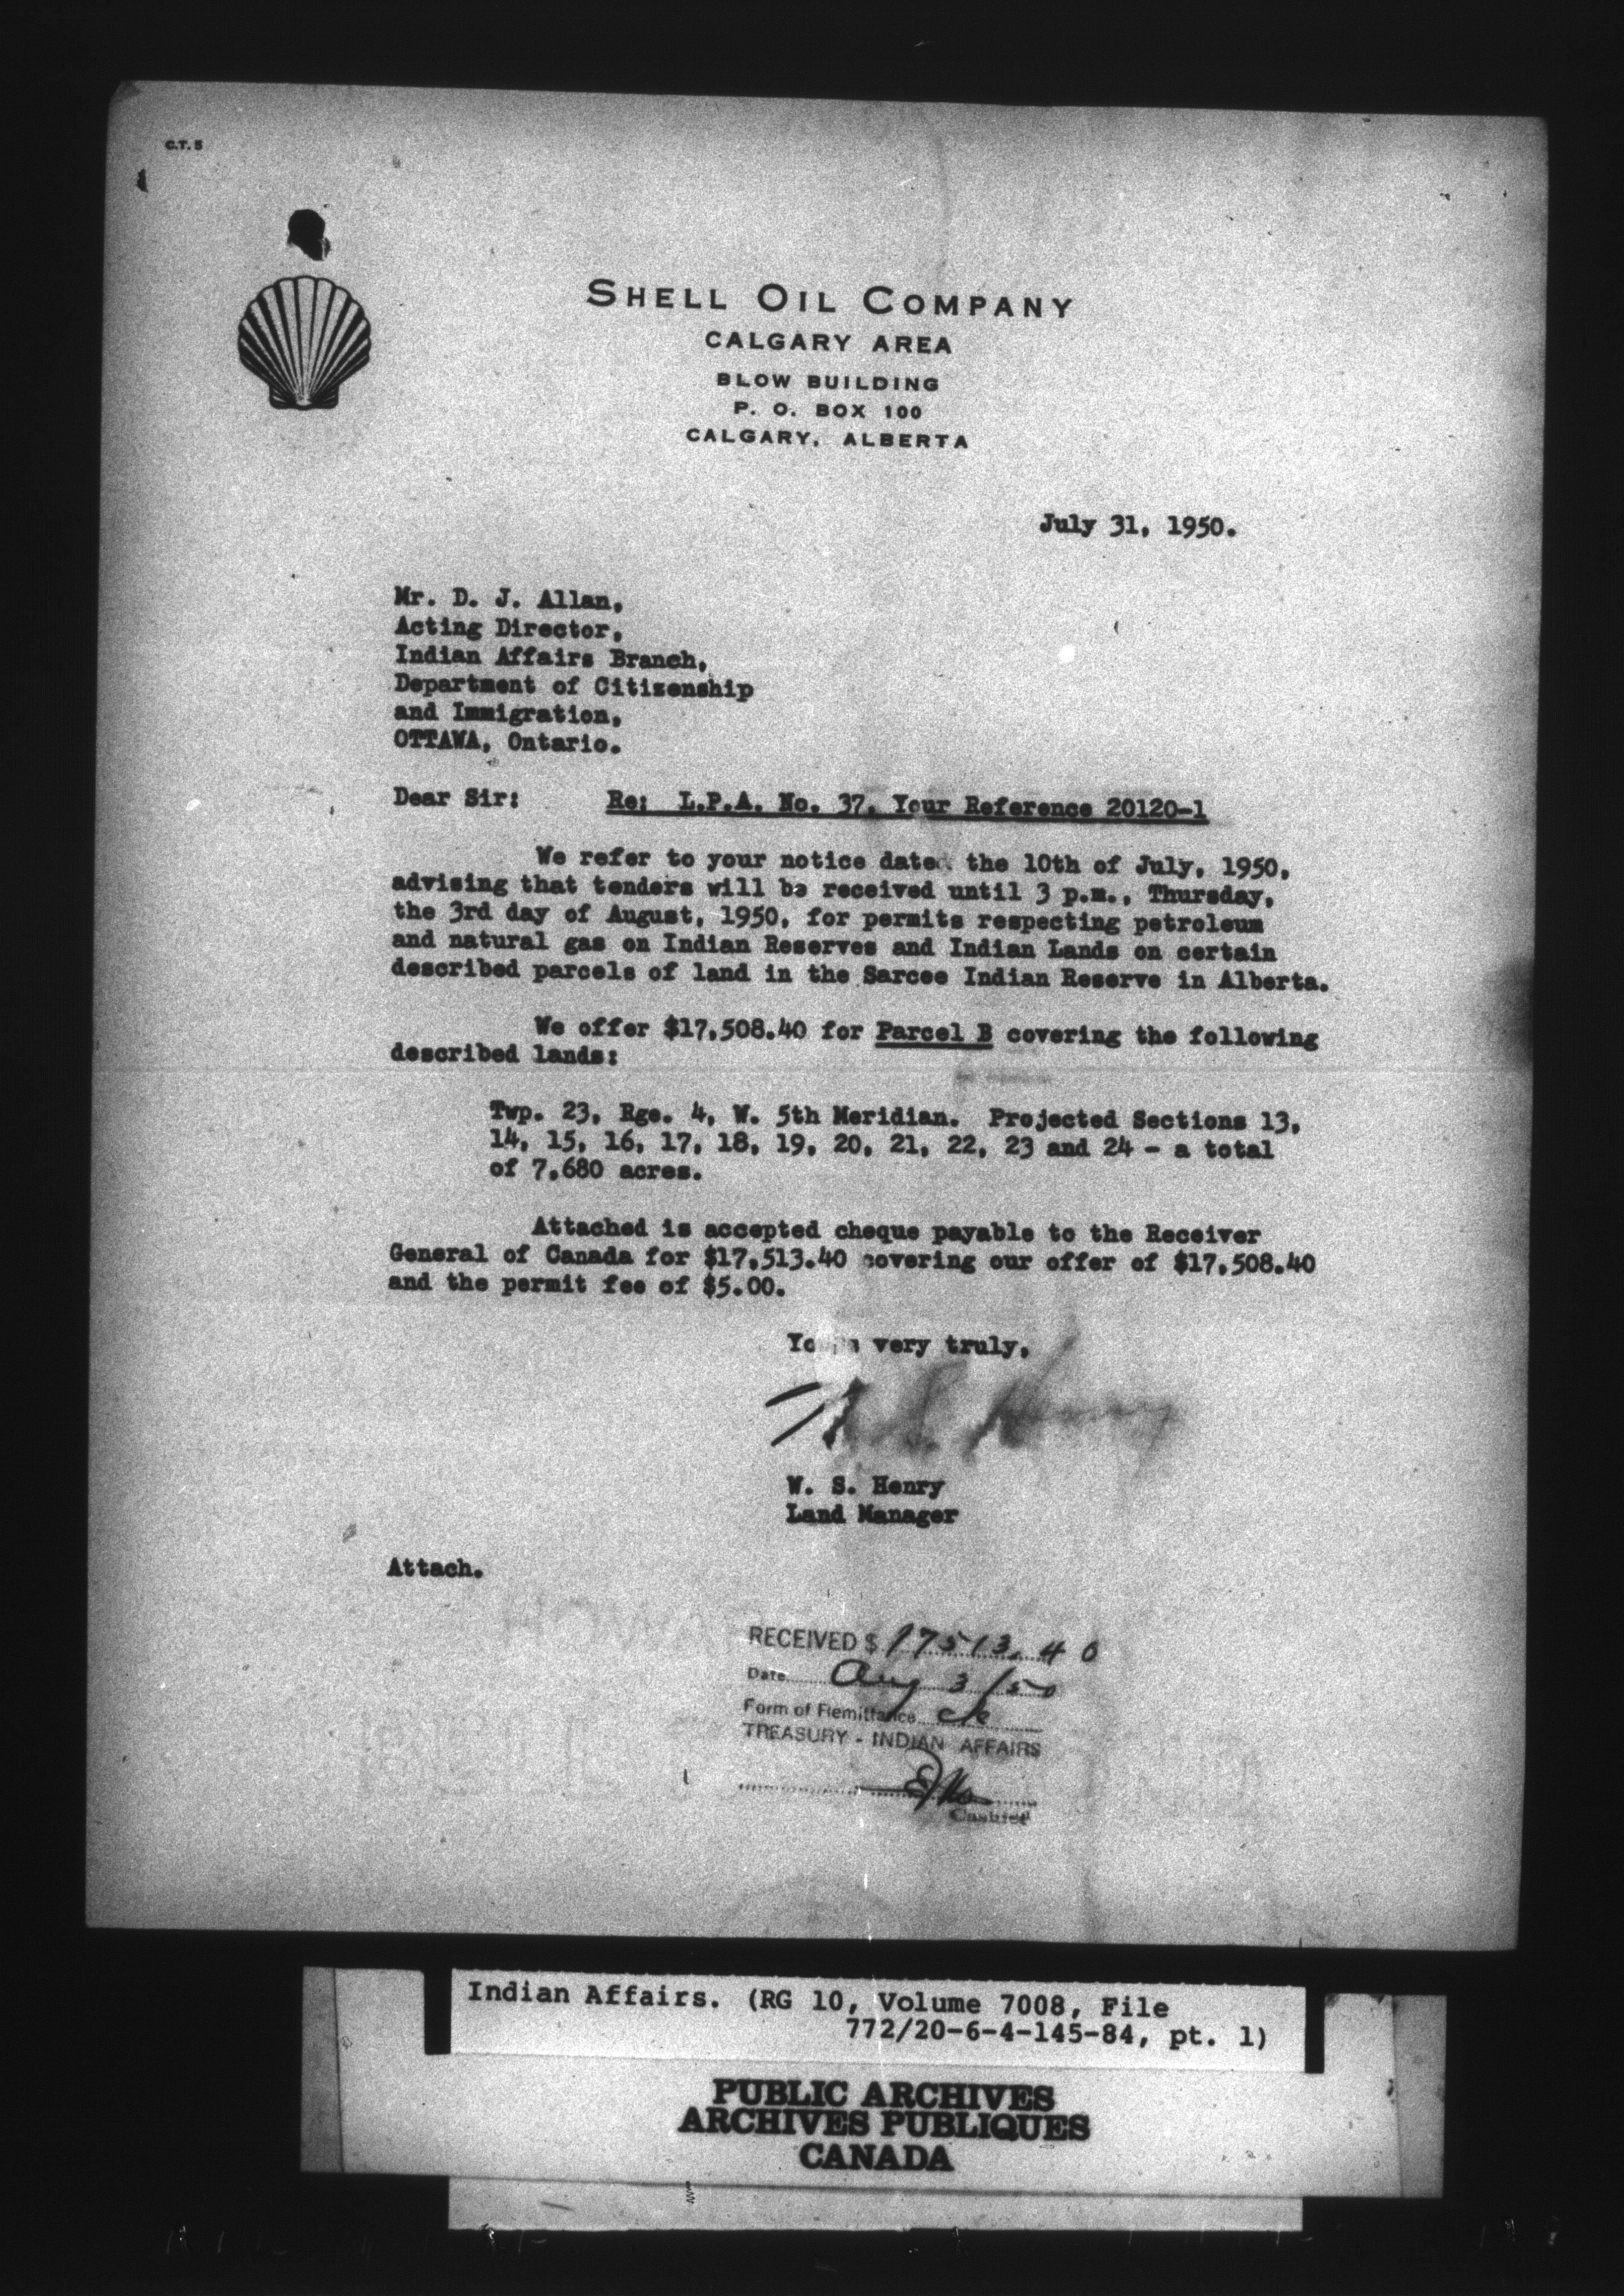 C.T. 5
SHELL OIL COMPANY
CALGARY AREA
BLOW BUILDING
P. O. BOX 100
CALGARY, ALBERTA
July 31, 1950.
Mr. D. J. Allan,
Acting Director,
Indian Affairs Branch,
Department of Citizenship
and Immigration,
OTTAWA, Ontario.
Dear Sir: Re: L.P.A. No. 37, Your Reference 20120-1
We refer to your notice dated the 10th of July, 1950,
advising that tenders will be received until 3 p.m., Thursday,
the 3rd day of August, 1950, for permits respecting petroleum
and natural gas on Indian Reserves and Indian Lands on certain
described parcels of land in the Sarcee Indian Reserve in Alberta.
We offer $17,508.40 for Parcel B covering the following
described lands:
Twp. 23, Rge. 4, W. 5th Meridian. Projected Sections 13,
14, 15, 16, 17, 18, 19, 20, 21, 22, 23 and 24 - a total
of 7,680 acres.
Attached is accepted cheque payable to the Receiver
General of Canada for $17,513.40 covering our offer of $17,508.40
and the permit fee of $5.00.
Yours very truly,
W. S. Henry
W. S. Henry
Land Manager
Attach.
RECEIVED $ 17513.40
Date Aug 3/50
Form of Remittance c/e
TREASURY - INDIAN AFFAIRS
Cashier
Indian Affairs. (RG 10, Volume 7008, File
772/20-6-4-145-84, pt. 1)
PUBLIC ARCHIVES
ARCHIVES PUBLIQUES
CANADA